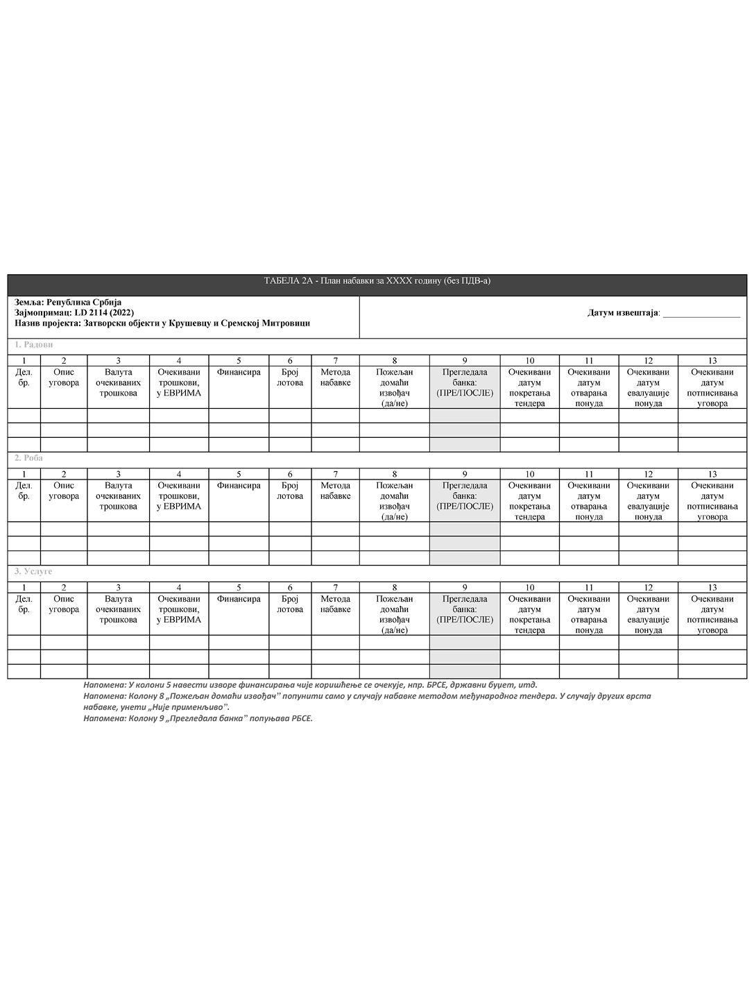 ТАБЕЛА 2А - План набавки за XXXX годину (без ПДВ-а)
Земља: Република Србија
Зајмопримац: LD 2114 (2022)
Назив пројекта: Затворски објекти у Крушевцу и Сремској Митровици
Датум извештаја: __________________
1. Радови
1 2 3 4 5 6 7 8 9 10 11 12 13
Дел. Опис Валута Очекивани Финансира Број Метода Пожељан Прегледала Очекивани Очекивани Очекивани Очекивани
бр. уговора очекиваних трошкови, лотова набавке домаћи банка: датум датум датум датум
трошкова у ЕВРИМА извођач (ПРЕ/ПОСЛЕ) покретања отварања евалуације потписивања
(да/не) тендера понуда понуда уговора
2. Роба
1 2 3 4 5 6 7 8 9 10 11 12 13
Дел. Опис Валута Очекивани Финансира Број Метода Пожељан Прегледала Очекивани Очекивани Очекивани Очекивани
бр. уговора очекиваних трошкови, лотова набавке домаћи банка: датум датум датум датум
трошкова у ЕВРИМА извођач (ПРЕ/ПОСЛЕ) покретања отварања евалуације потписивања
(да/не) тендера понуда понуда уговора
3. Услуге
1 2 3 4 5 6 7 8 9 10 11 12 13
Дел. Опис Валута Очекивани Финансира Број Метода Пожељан Прегледала Очекивани Очекивани Очекивани Очекивани
бр. уговора очекиваних трошкови, лотова набавке домаћи банка: датум датум датум датум
трошкова у ЕВРИМА извођач (ПРЕ/ПОСЛЕ) покретања отварања евалуације потписивања
(да/не) тендера понуда понуда уговора
Напомена: У колони 5 навести изворе финансирања чије коришћење се очекује, нпр. БРСЕ, државни буџет, итд.
Напомена: Колону 8 „Пожељан домаћи извођач” попунити само у случају набавке методом међународног тендера. У случају других врста
набавке, унети „Није применљиво”.
Напомена: Колону 9 „Прегледала банка” попуњава РБСЕ.